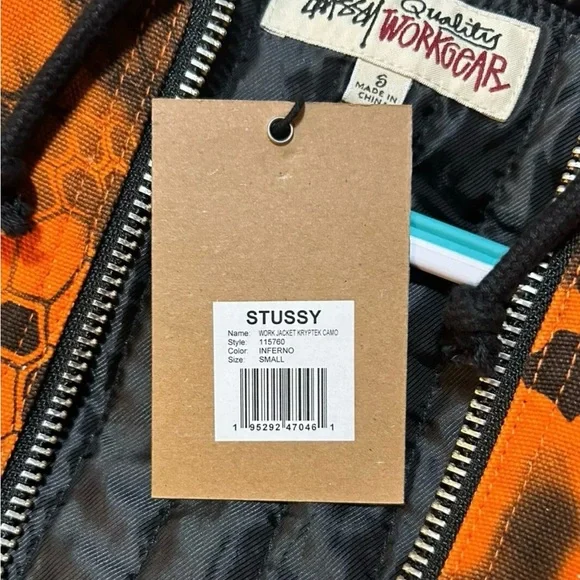 STUSSY
Quality
WORKGEAR
S
MADE IN
CHINA
STUSSY
Name: WORK JACKET KRYPTEK CAMO
Style: 115760
Color: INFERNO
Size: SMALL
1 95292 47046 1